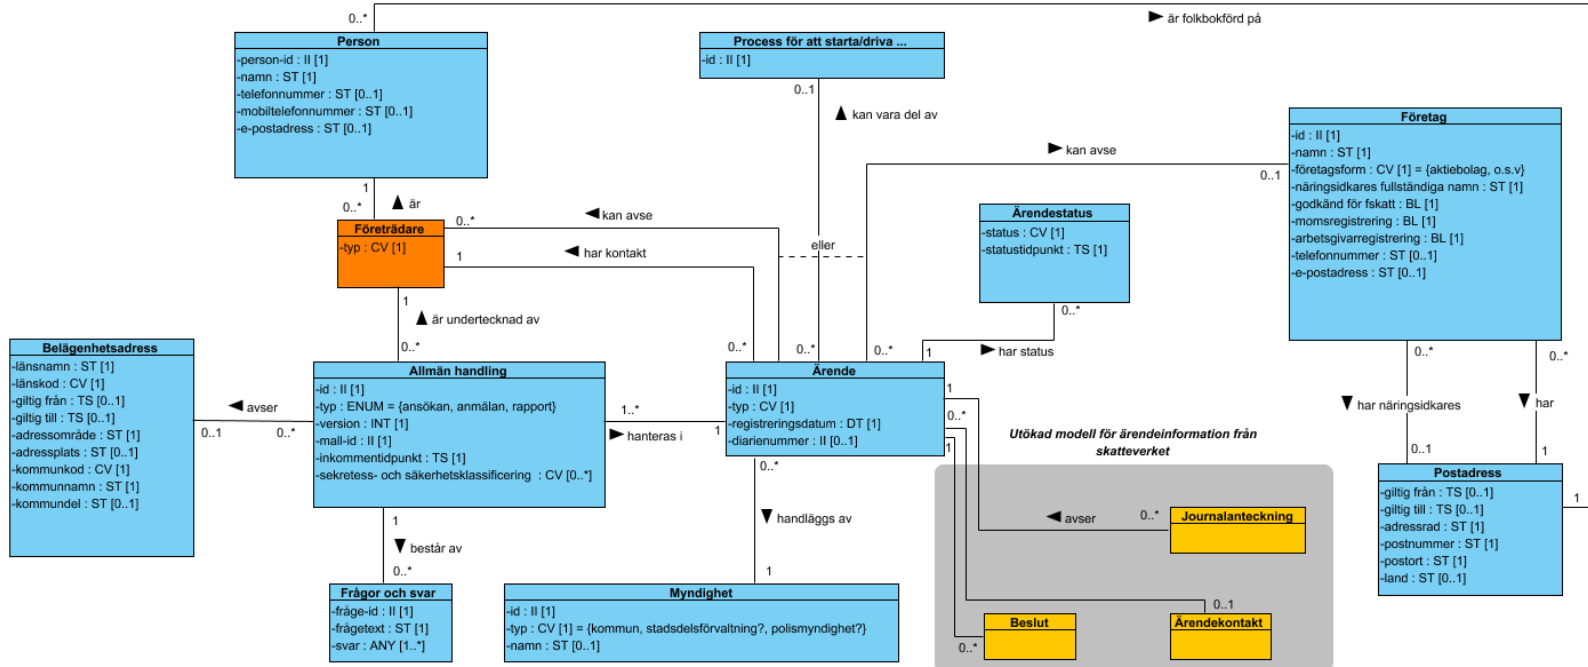 0..*
är folkbokförd på
Person
-person-id : II [1]
-namn : ST [1]
-telefonnummer : ST [0..1]
-mobiltelefonnummer : ST [0..1]
-e-postadress : ST [0..1]
Process för att starta/driva ...
-id : II [1]
0..1
kan vara del av
Företag
-id : II [1]
-namn : ST [1]
-företagsform : CV [1] = {aktiebolag, o.s.v}
-näringsidkares fullständiga namn : ST [1]
-godkänd för fskatt : BL [1]
-momsregistrering : BL [1]
-arbetsgivarregistrering : BL [1]
-telefonnummer : ST [0..1]
-e-postadress : ST [0..1]
kan avse
0..1
1
är
0..*
Företrädare
-typ : CV [1]
0..*
kan avse
1
har kontakt
eller
Ärendestatus
-status : CV [1]
-statustidpunkt : TS [1]
0..*
1
har status
1
är undertecknad av
0..*
0..*
0..*
0..*
Belägenhetsadress
-länsnamn : ST [1]
-länskod : CV [1]
-giltig från : TS [0..1]
-giltig till : TS [0..1]
-adressområde : ST [1]
-adressplats : ST [0..1]
-kommunkod : CV [1]
-kommunnamn : ST [1]
-kommundel : ST [0..1]
avser
0..1
0..*
Allmän handling
-id : II [1]
-typ : ENUM = {ansökan, anmälan, rapport}
-version : INT [1]
-mall-id : II [1]
-inkommentidpunkt : TS [1]
-sekretess- och säkerhetsklassificering : CV [0..*]
1..*
hanteras i
1
Ärende
-id : II [1]
-typ : CV [1]
-registreringsdatum : DT [1]
-diarienummer : II [0..1]
1
0..*
1
0..*
0..*
har näringsidkares
har
0..1
1
Utökad modell för ärendeinformation från
skatteverket
Postadress
-giltig från : TS [0..1]
-giltig till : TS [0..1]
-adressrad : ST [1]
-postnummer : ST [1]
-postort : ST [1]
-land : ST [0..1]
1
0..*
handläggs av
1
avser
0..*
Journalanteckning
1
består av
0..*
Frågor och svar
-fråge-id : II [1]
-frågetext : ST [1]
-svar : ANY [1..*]
Myndighet
-id : II [1]
-typ : CV [1] = {kommun, stadsdelsförvaltning?, polismyndighet?}
-namn : ST [0..1]
Beslut
0..*
0..1
Ärendekontakt